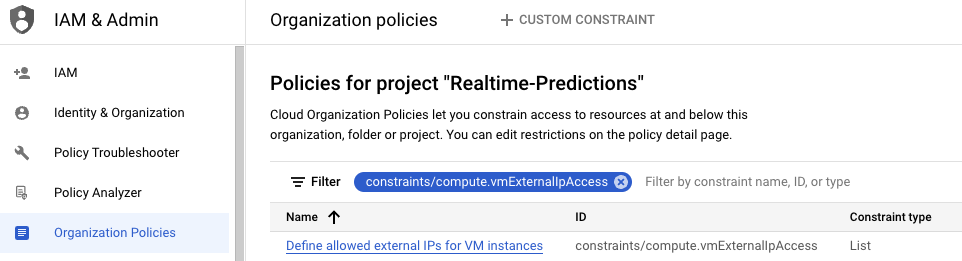 IAM & Admin
Organization policies
CUSTOM CONSTRAINT
IAM
Identity & Organization
Policy Troubleshooter
Policy Analyzer
Organization Policies
Policies for project "Realtime-Predictions"
Cloud Organization Policies let you constrain access to resources at and below this
organization, folder or project. You can edit restrictions on the policy detail page.
Filter constraints/compute.vmExternalIpAccess Filter by constraint name, ID, or type
Name ID Constraint type
Define allowed external IPs for VM instances constraints/compute.vmExternalIpAccess List